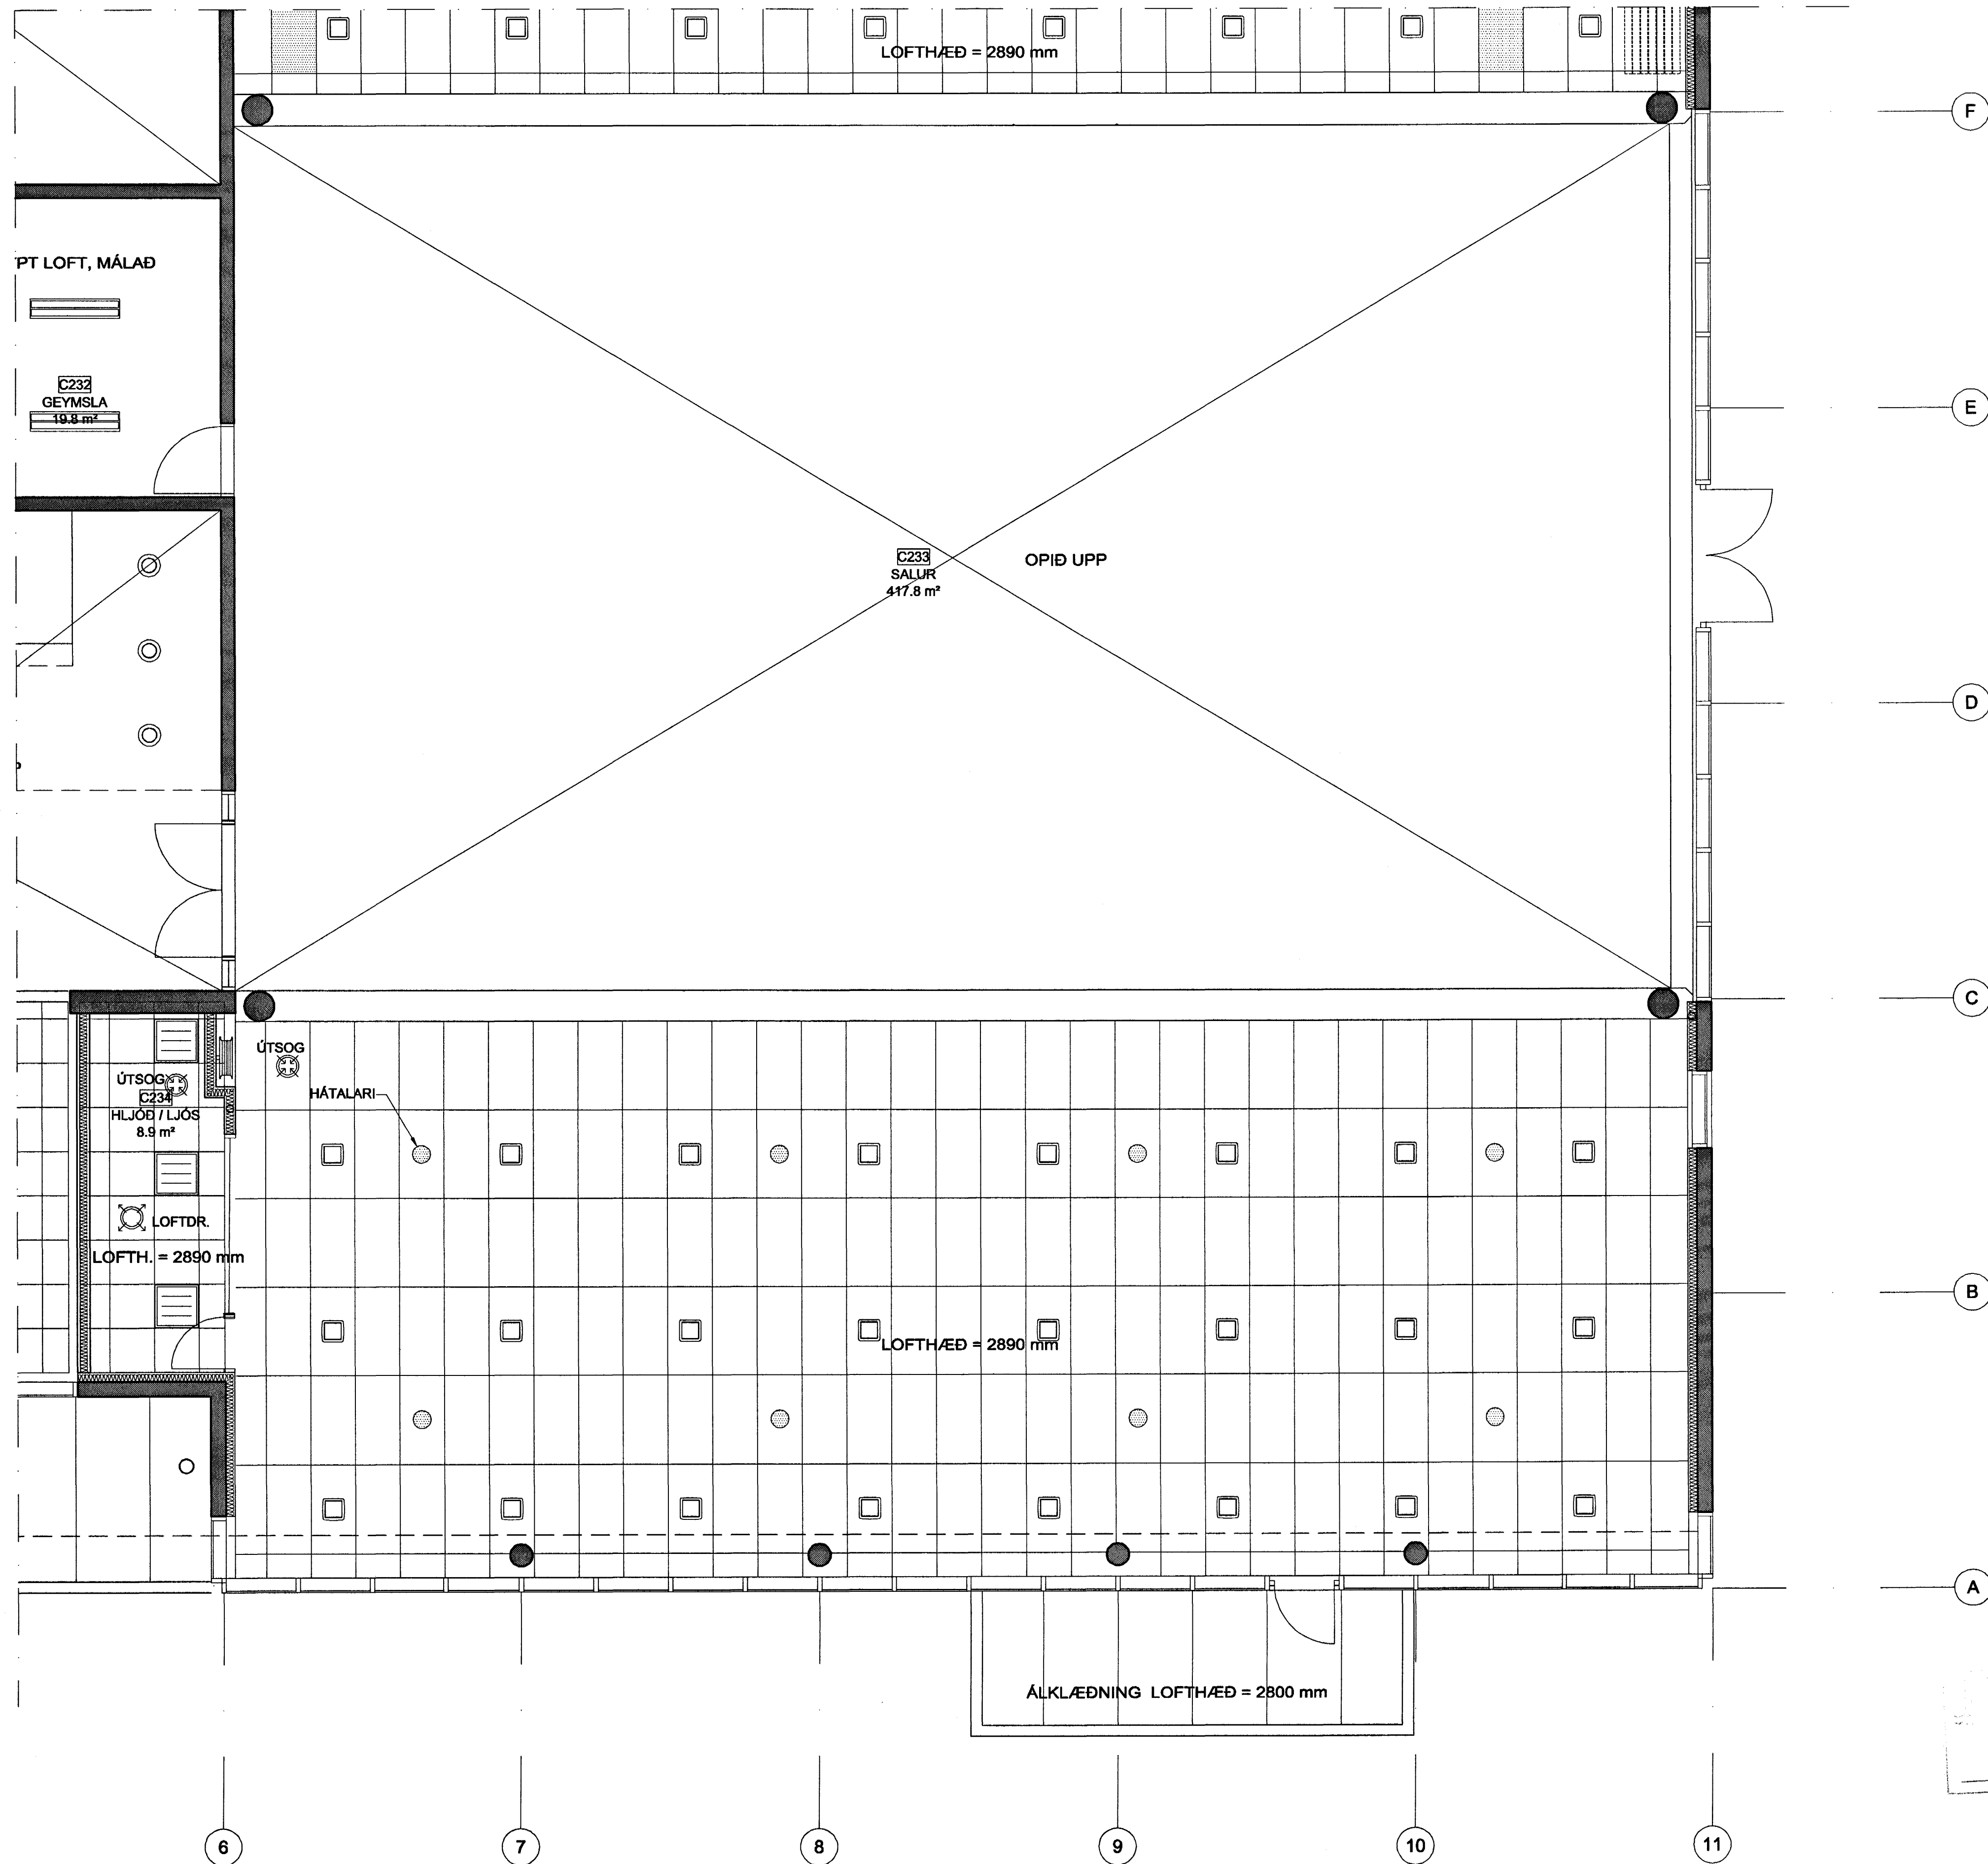 LOFTHÆÐ = 2890 mm
F
PT LOFT, MÁLAÐ
C232
GEYMSLA
19.8 m²
E
C233
SALUR
417.8 m²
OPIÐ UPP
D
C
ÚTSOG
HÁTALARI
ÚTSOG
C234
HLJÓÐ / LJÓS
8.9 m²
LOFTDR.
LOFTH. = 2890 mm
B
LOFTHÆÐ = 2890 mm
A
ÁLKLÆÐNING LOFTHÆÐ = 2800 mm
6
7
8
9
10
11